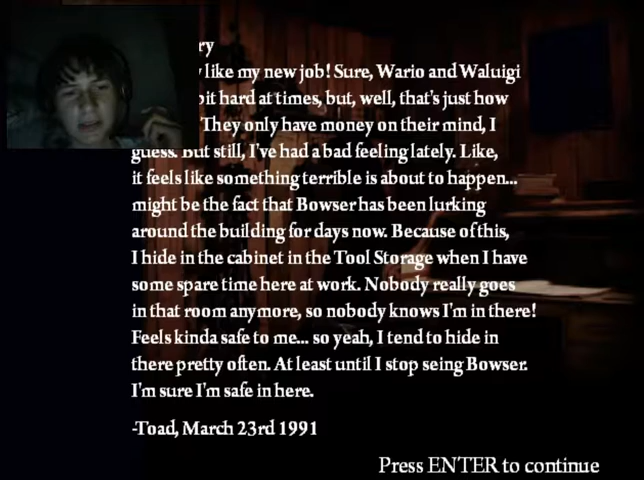 ry
like my new job! Sure, Wario and Waluigi
bit hard at times, but, well, that's just how
They only have money on their mind, I
guess. But still, I've had a bad feeling lately. Like,
it feels like something terrible is about to happen...
might be the fact that Bowser has been lurking
around the building for days now. Because of this,
I hide in the cabinet in the Tool Storage when I have
some spare time here at work. Nobody really goes
in that room anymore, so nobody knows I'm in there!
Feels kinda safe to me... so yeah, I tend to hide in
there pretty often. At least until I stop seing Bowser.
I'm sure I'm safe in here.
-Toad, March 23rd 1991
Press ENTER to continue